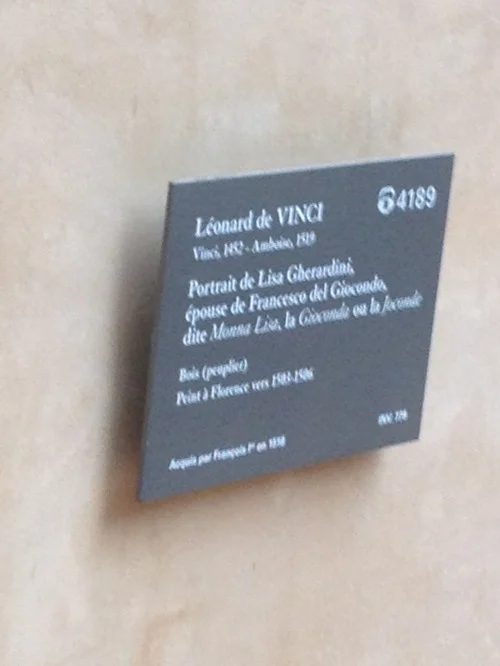 Léonard de VINCI
4189
Vinci, 1452 - Amboise, 1519
Portrait de Lisa Gherardini,
épouse de Francesco del Giocondo,
dite Monna Lisa, la Gioconda ou la Joconde
Bois (peuplier)
Peint à Florence vers 1503-1506
INV. 779
Acquis par François Iᵉʳ en 1518